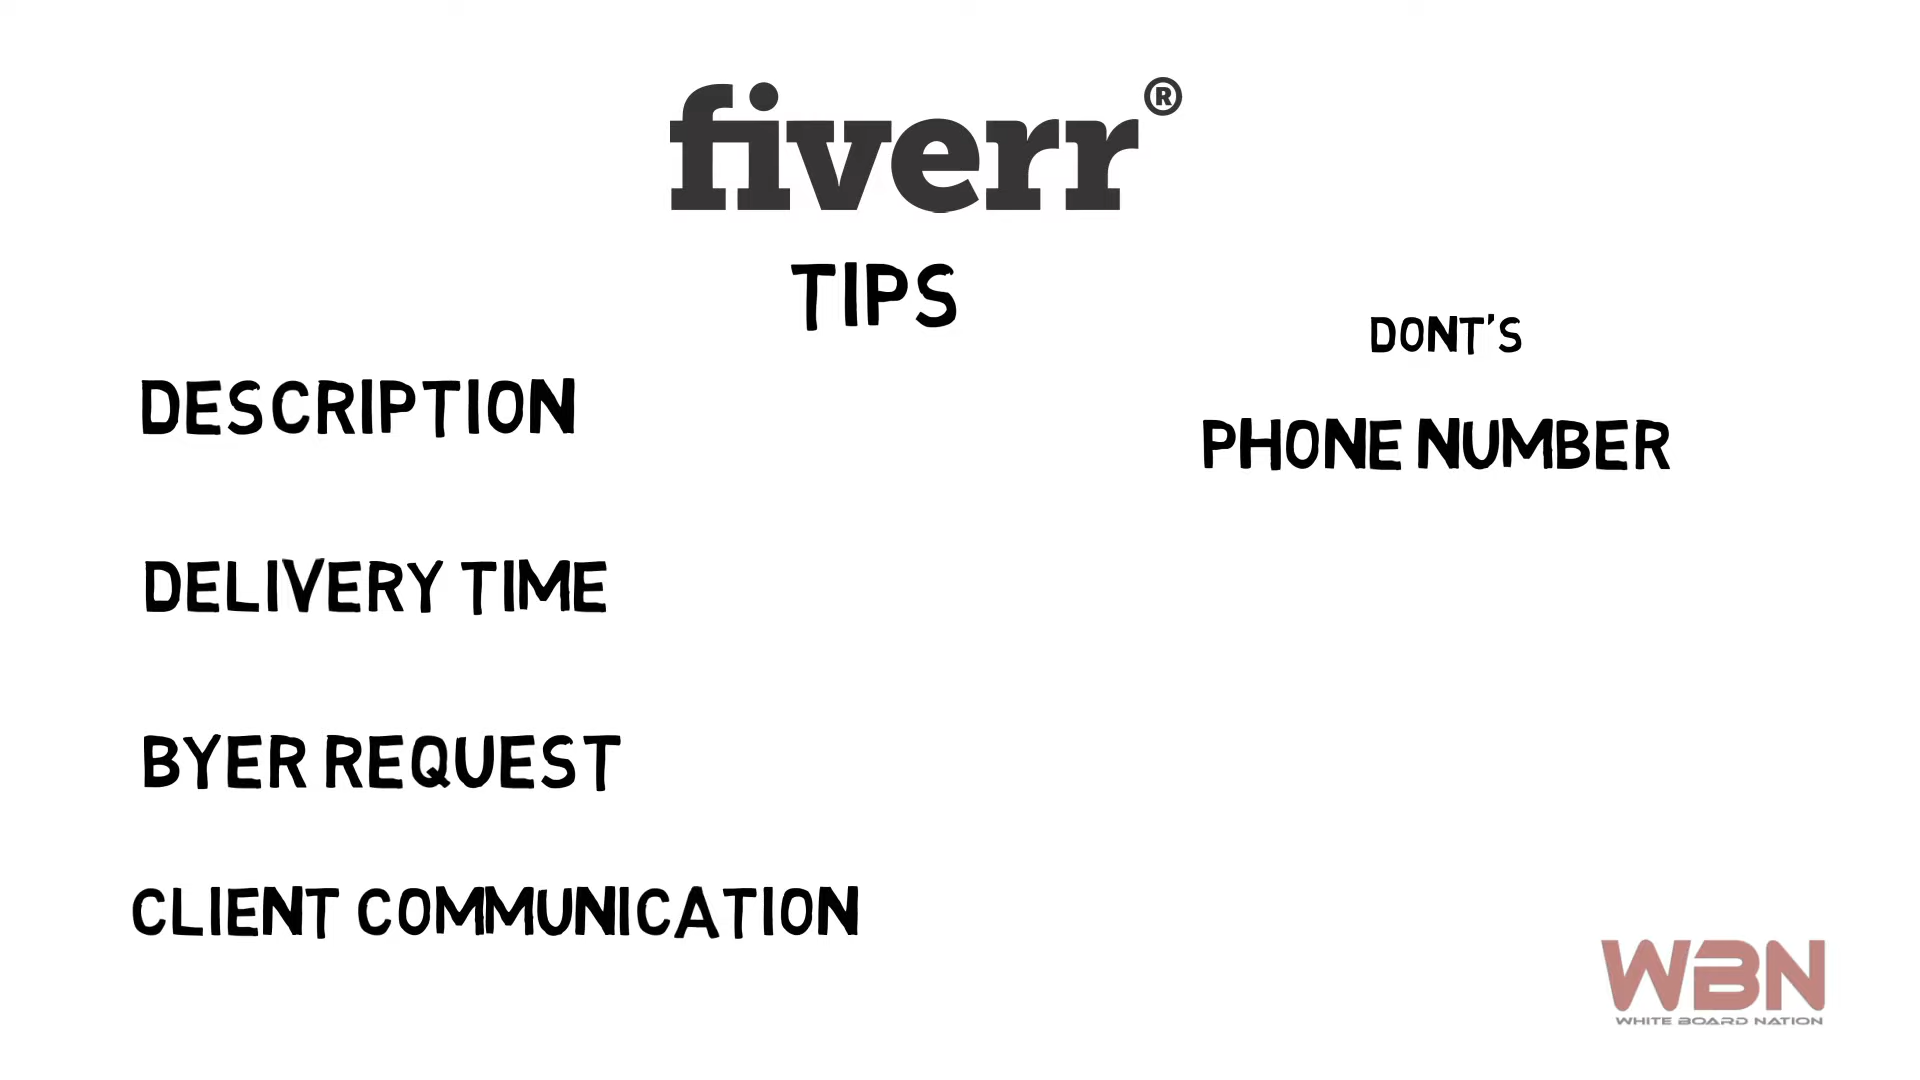 fiverr®
TIPS
DONT'S
DESCRIPTION
PHONE NUMBER
DELIVERY TIME
BYER REQUEST
CLIENT COMMUNICATION
WBN
WHITE BOARD NATION